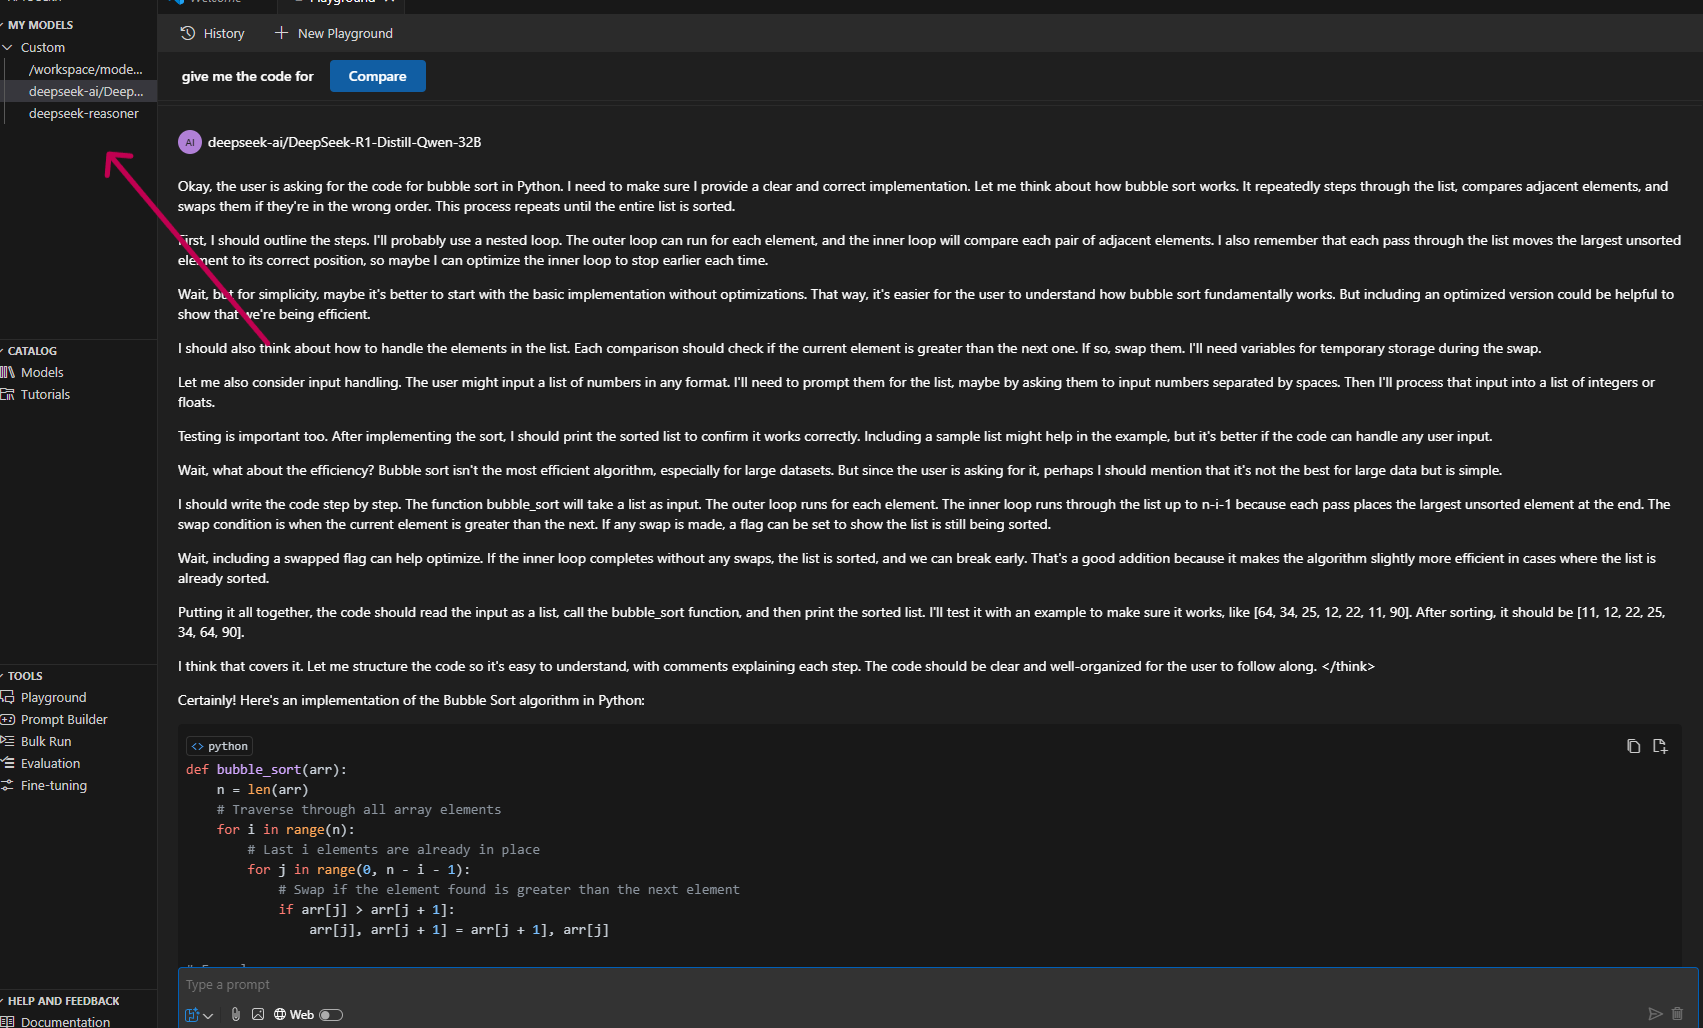 Welcome
Playground
MY MODELS
Custom
/workspace/mode...
deepseek-ai/Deep...
deepseek-reasoner
CATALOG
Models
Tutorials
TOOLS
Playground
Prompt Builder
Bulk Run
Evaluation
Fine-tuning
HELP AND FEEDBACK
Documentation
History
New Playground
give me the code for
Compare
AI deepseek-ai/DeepSeek-R1-Distill-Qwen-32B
Okay, the user is asking for the code for bubble sort in Python. I need to make sure I provide a clear and correct implementation. Let me think about how bubble sort works. It repeatedly steps through the list, compares adjacent elements, and
swaps them if they're in the wrong order. This process repeats until the entire list is sorted.
First, I should outline the steps. I'll probably use a nested loop. The outer loop can run for each element, and the inner loop will compare each pair of adjacent elements. I also remember that each pass through the list moves the largest unsorted
element to its correct position, so maybe I can optimize the inner loop to stop earlier each time.
Wait, but for simplicity, maybe it's better to start with the basic implementation without optimizations. That way, it's easier for the user to understand how bubble sort fundamentally works. But including an optimized version could be helpful to
show that we're being efficient.
I should also think about how to handle the elements in the list. Each comparison should check if the current element is greater than the next one. If so, swap them. I'll need variables for temporary storage during the swap.
Let me also consider input handling. The user might input a list of numbers in any format. I'll need to prompt them for the list, maybe by asking them to input numbers separated by spaces. Then I'll process that input into a list of integers or
floats.
Testing is important too. After implementing the sort, I should print the sorted list to confirm it works correctly. Including a sample list might help in the example, but it's better if the code can handle any user input.
Wait, what about the efficiency? Bubble sort isn't the most efficient algorithm, especially for large datasets. But since the user is asking for it, perhaps I should mention that it's not the best for large data but is simple.
I should write the code step by step. The function bubble_sort will take a list as input. The outer loop runs for each element. The inner loop runs through the list up to n-i-1 because each pass places the largest unsorted element at the end. The
swap condition is when the current element is greater than the next. If any swap is made, a flag can be set to show the list is still being sorted.
Wait, including a swapped flag can help optimize. If the inner loop completes without any swaps, the list is sorted, and we can break early. That's a good addition because it makes the algorithm slightly more efficient in cases where the list is
already sorted.
Putting it all together, the code should read the input as a list, call the bubble_sort function, and then print the sorted list. I'll test it with an example to make sure it works, like [64, 34, 25, 12, 22, 11, 90]. After sorting, it should be [11, 12, 22, 25,
34, 64, 90].
I think that covers it. Let me structure the code so it's easy to understand, with comments explaining each step. The code should be clear and well-organized for the user to follow along. </think>
Certainly! Here's an implementation of the Bubble Sort algorithm in Python:
<> python
def bubble_sort(arr):
    n = len(arr)
    # Traverse through all array elements
    for i in range(n):
        # Last i elements are already in place
        for j in range(0, n - i - 1):
            # Swap if the element found is greater than the next element
            if arr[j] > arr[j + 1]:
                arr[j], arr[j + 1] = arr[j + 1], arr[j]
Type a prompt
Web